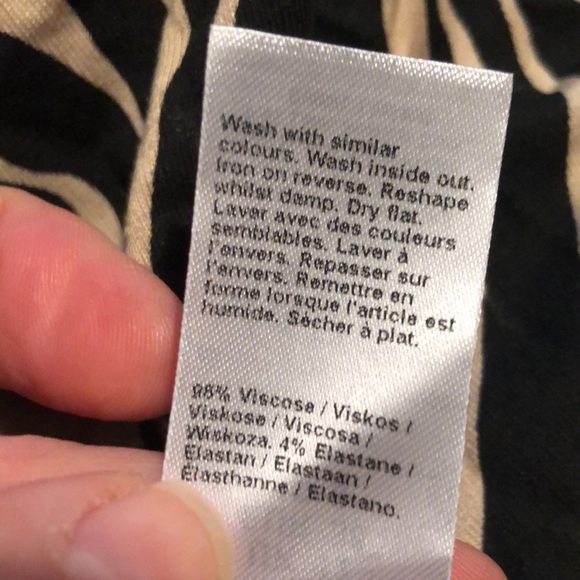 Wash with similar
colours. Wash inside out.
Iron on reverse. Reshape
whilst damp. Dry flat.
Laver avec des couleurs
semblables. Laver à
l'envers. Repasser sur
l'envers. Remettre en
forme lorsque l'article est
humide. Sécher à plat.
96% Viscose / Viskos /
Viskose / Viscosa /
Wiskoza. 4% Elastane /
Elastan / Elastaan /
Élasthanne / Elastano.